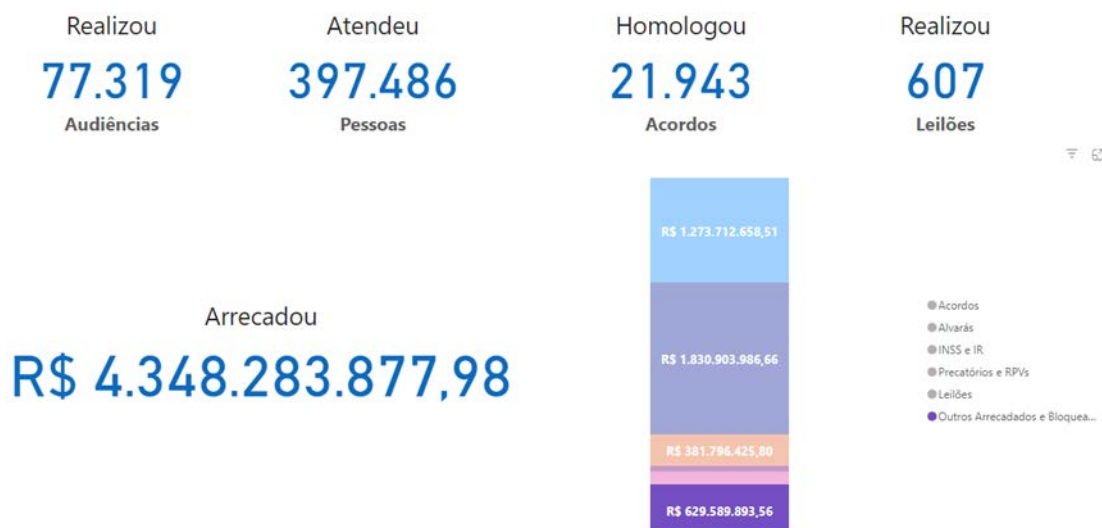 Realizou
77.319
Audiências
Atendeu
397.486
Pessoas
Homologou
21.943
Acordos
Realizou
607
Leilões
Arrecadou
R$ 4.348.283.877,98
R$ 1.273.712.658,51
R$ 1.830.903.986,66
R$ 381.796.425,80
R$ 629.589.893,56
Acordos
Alvarás
INSS e IR
Precatórios e RPVs
Leilões
Outros Arrecadados e Bloquea...